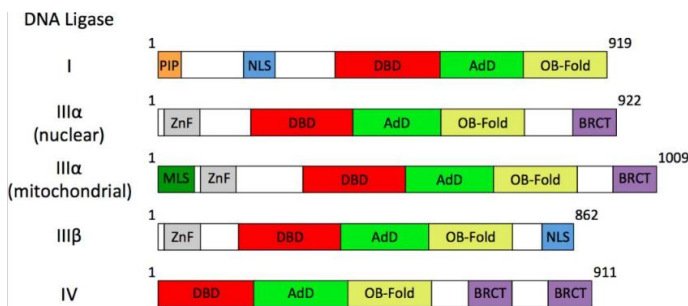 DNA Ligase
1 919
I PIP NLS DBD AdD OB-Fold
1 922
IIIα ZnF DBD AdD OB-Fold BRCT
(nuclear)
1 1009
IIIα MLS ZnF DBD AdD OB-Fold BRCT
(mitochondrial)
1 862
IIIβ ZnF DBD AdD OB-Fold NLS
1 911
IV DBD AdD OB-Fold BRCT BRCT